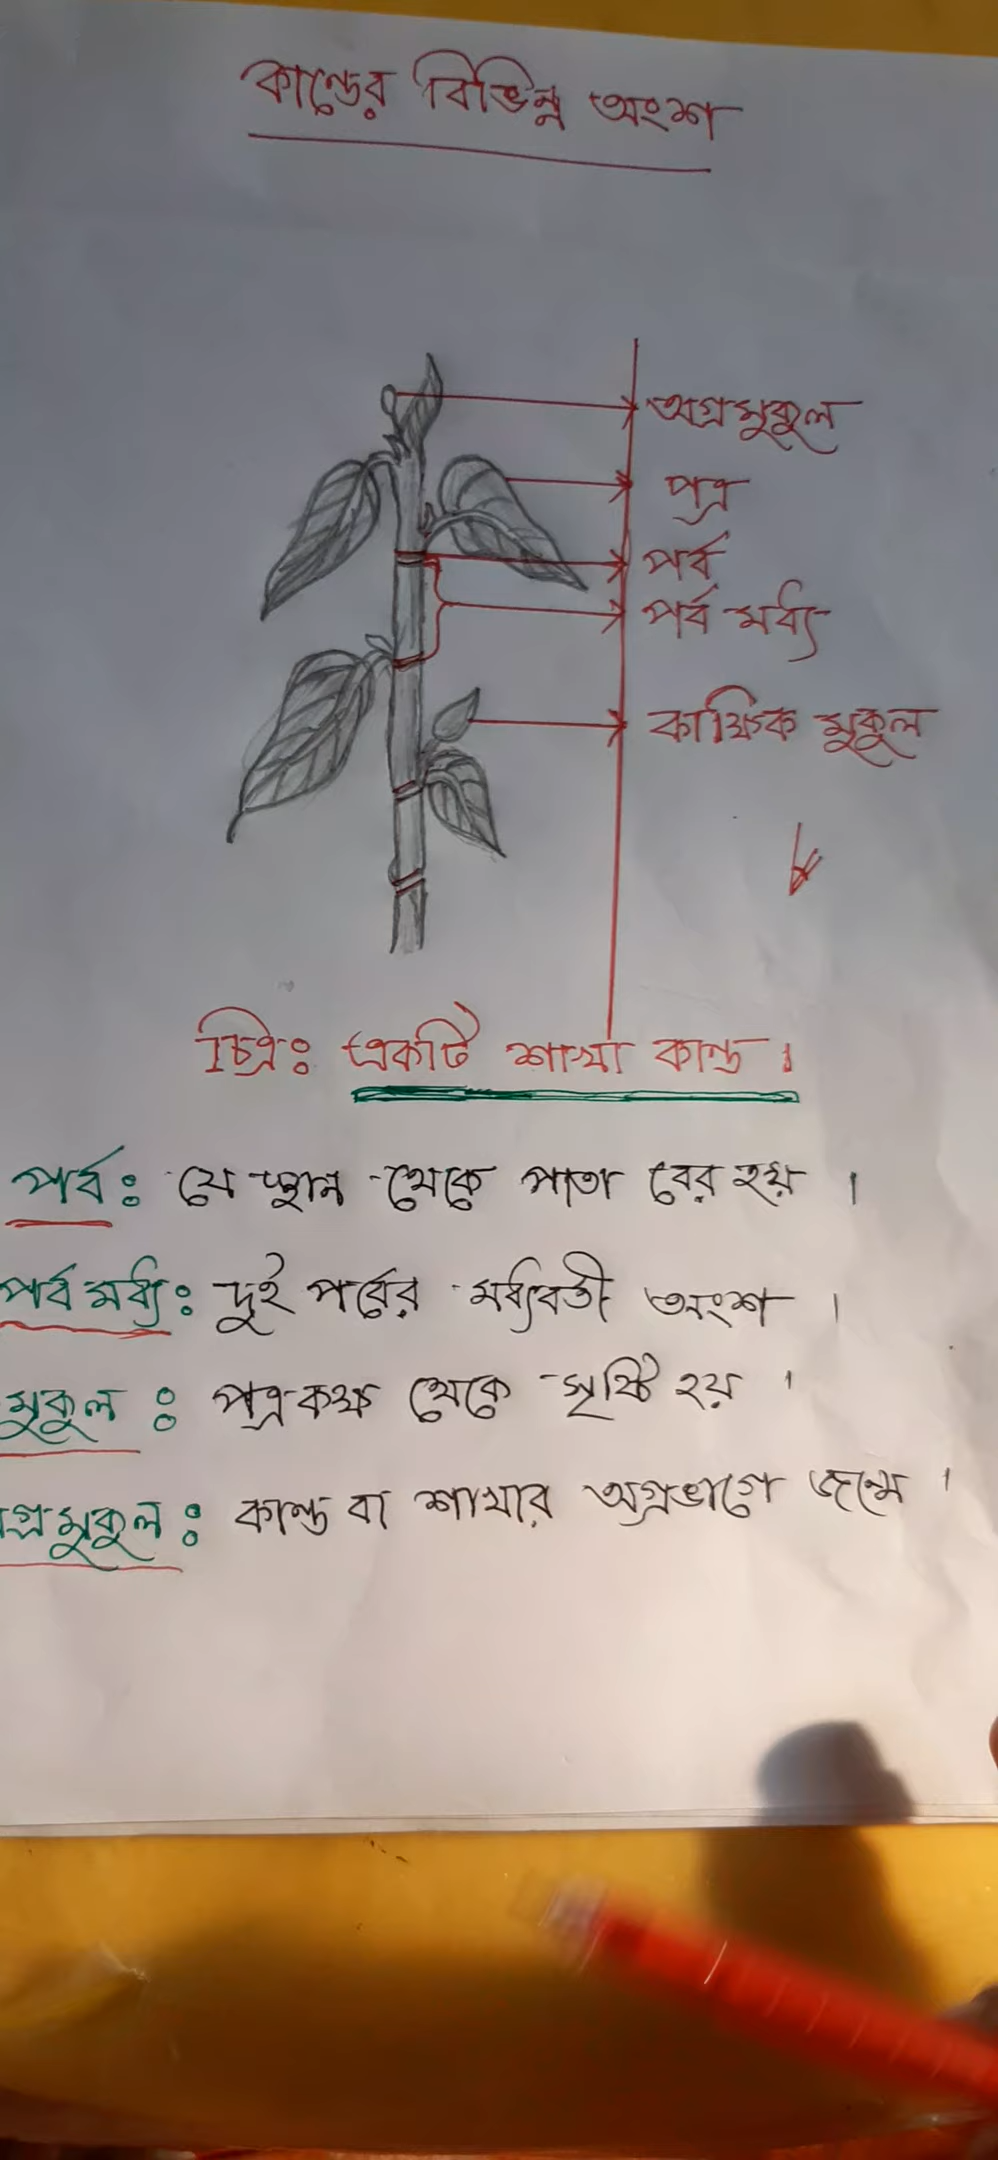 কান্ডের বিভিন্ন অংশ
অগ্রমুকুল
পত্র
পর্ব
পর্ব মধ্য
কাক্ষিক মুকুল
চিত্র: একটি শাখা কান্ড।
পর্ব: যে স্থান থেকে পাতা বের হয় ।
পর্ব মধ্য: দুই পর্বের মধ্যবর্তী অংশ ।
মুকুল : পত্রকক্ষ থেকে সৃষ্টি হয় ।
গ্রমুকুল: কান্ড বা শাখার অগ্রভাগে জন্মে ।